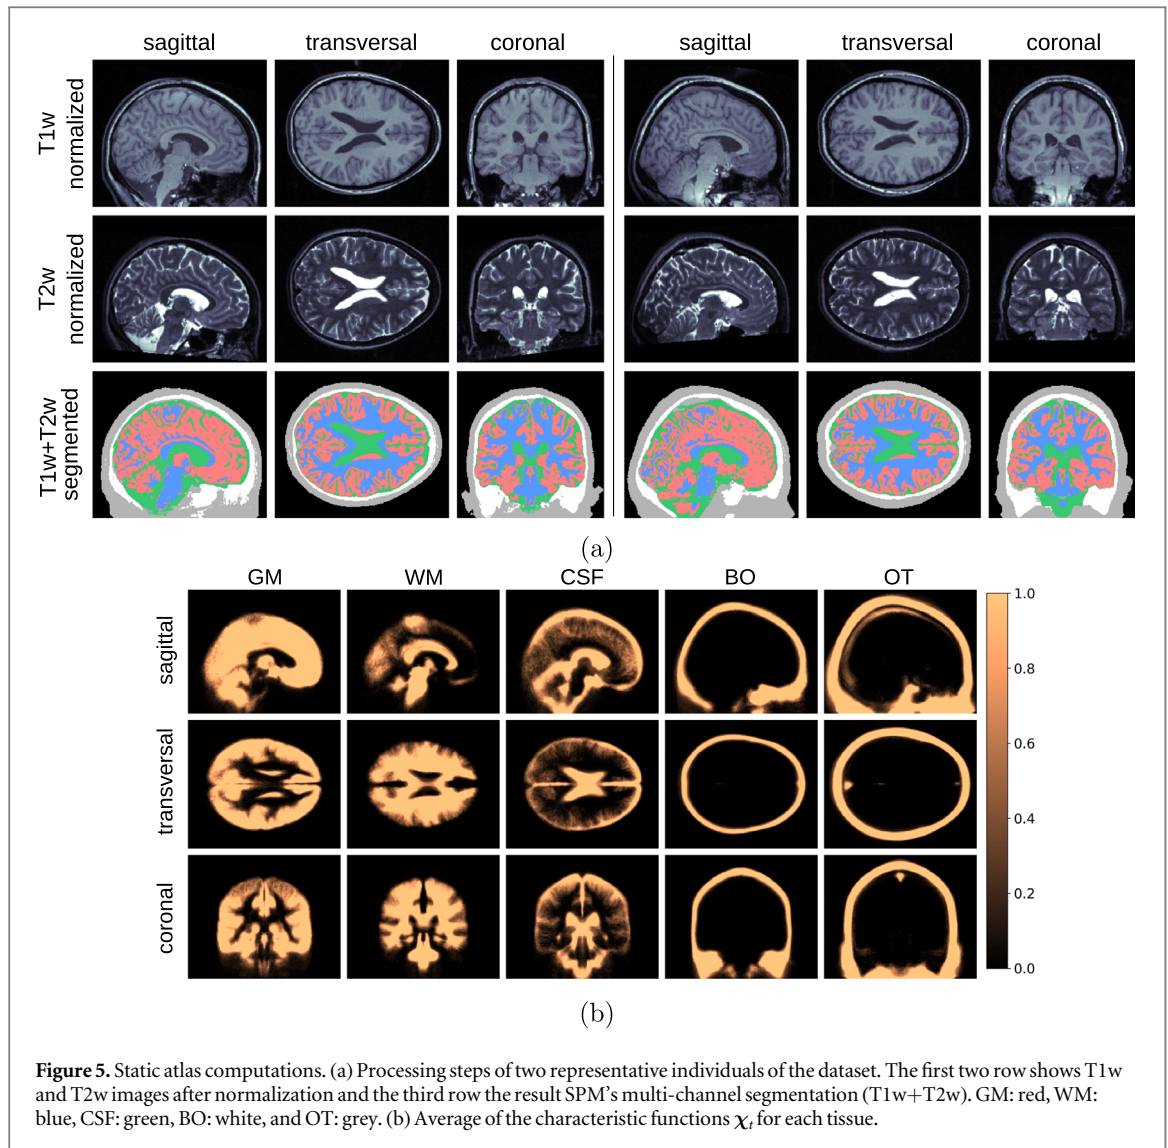 sagittal transversal coronal sagittal transversal coronal
T1w
normalized
T2w
normalized
T1w+T2w
segmented
(a)
GM WM CSF BO OT
sagittal
transversal
coronal
1.0
0.8
0.6
0.4
0.2
0.0
(b)
Figure 5. Static atlas computations. (a) Processing steps of two representative individuals of the dataset. The first two row shows T1w
and T2w images after normalization and the third row the result SPM's multi-channel segmentation (T1w+T2w). GM: red, WM:
blue, CSF: green, BO: white, and OT: grey. (b) Average of the characteristic functions χt for each tissue.